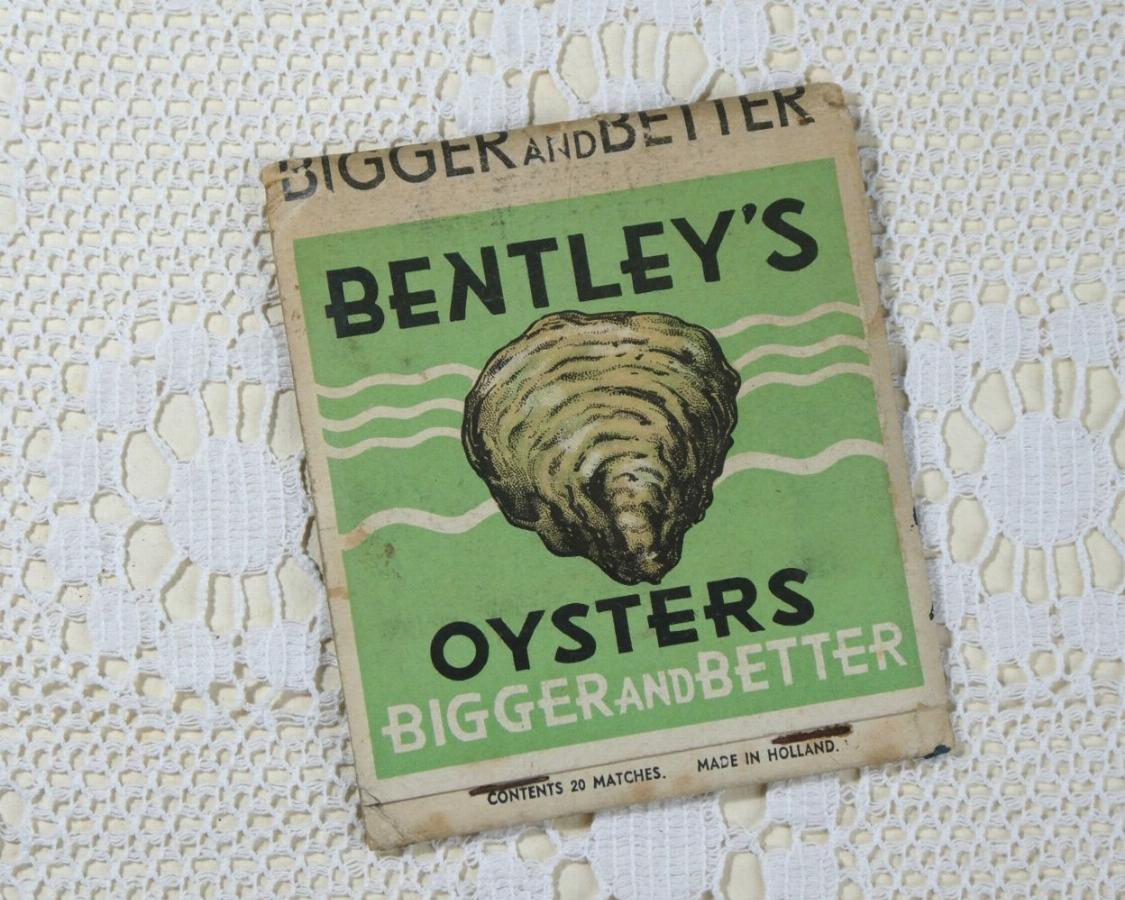 BIGGER AND BETTER
BENTLEY'S
OYSTERS
BIGGER AND BETTER
CONTENTS 20 MATCHES. MADE IN HOLLAND.